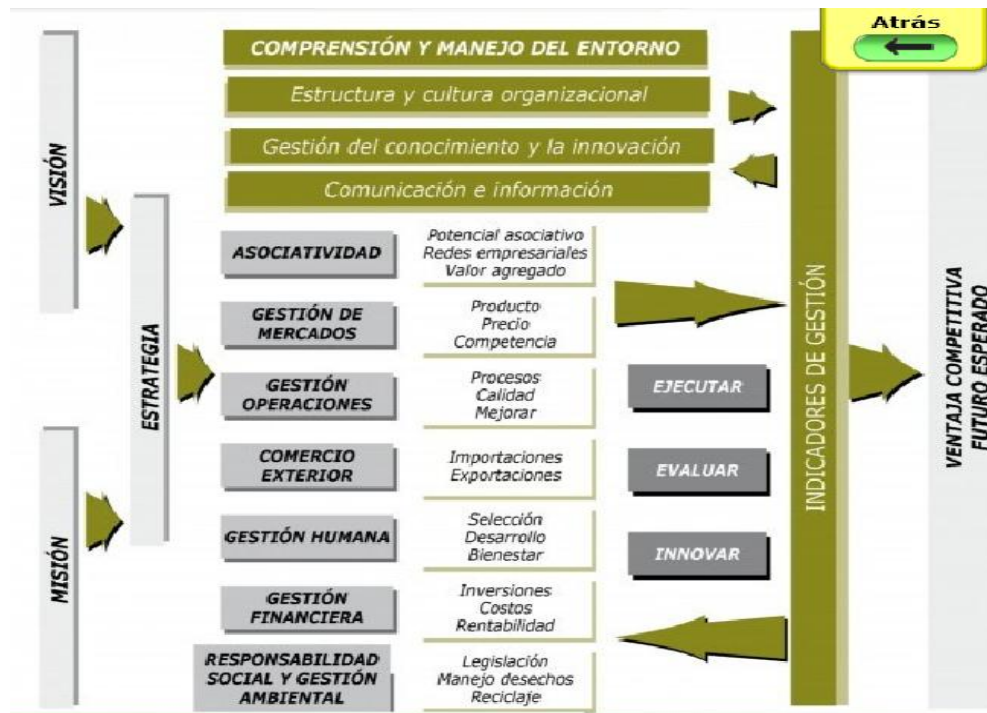 Atrás
VISIÓN
MISIÓN
ESTRATEGIA
COMPRENSIÓN Y MANEJO DEL ENTORNO
Estructura y cultura organizacional
Gestión del conocimiento y la innovación
Comunicación e información
ASOCIATIVIDAD
Potencial asociativo
Redes empresariales
Valor agregado
GESTIÓN DE
MERCADOS
Producto
Precio
Competencia
GESTIÓN
OPERACIONES
Procesos
Calidad
Mejorar
COMERCIO
EXTERIOR
Importaciones
Exportaciones
GESTIÓN HUMANA
Selección
Desarrollo
Bienestar
GESTIÓN
FINANCIERA
Inversiones
Costos
Rentabilidad
RESPONSABILIDAD
SOCIAL Y GESTIÓN
AMBIENTAL
Legislación
Manejo desechos
Reciclaje
EJECUTAR
EVALUAR
INNOVAR
INDICADORES DE GESTIÓN
VENTAJA COMPETITIVA
FUTURO ESPERADO